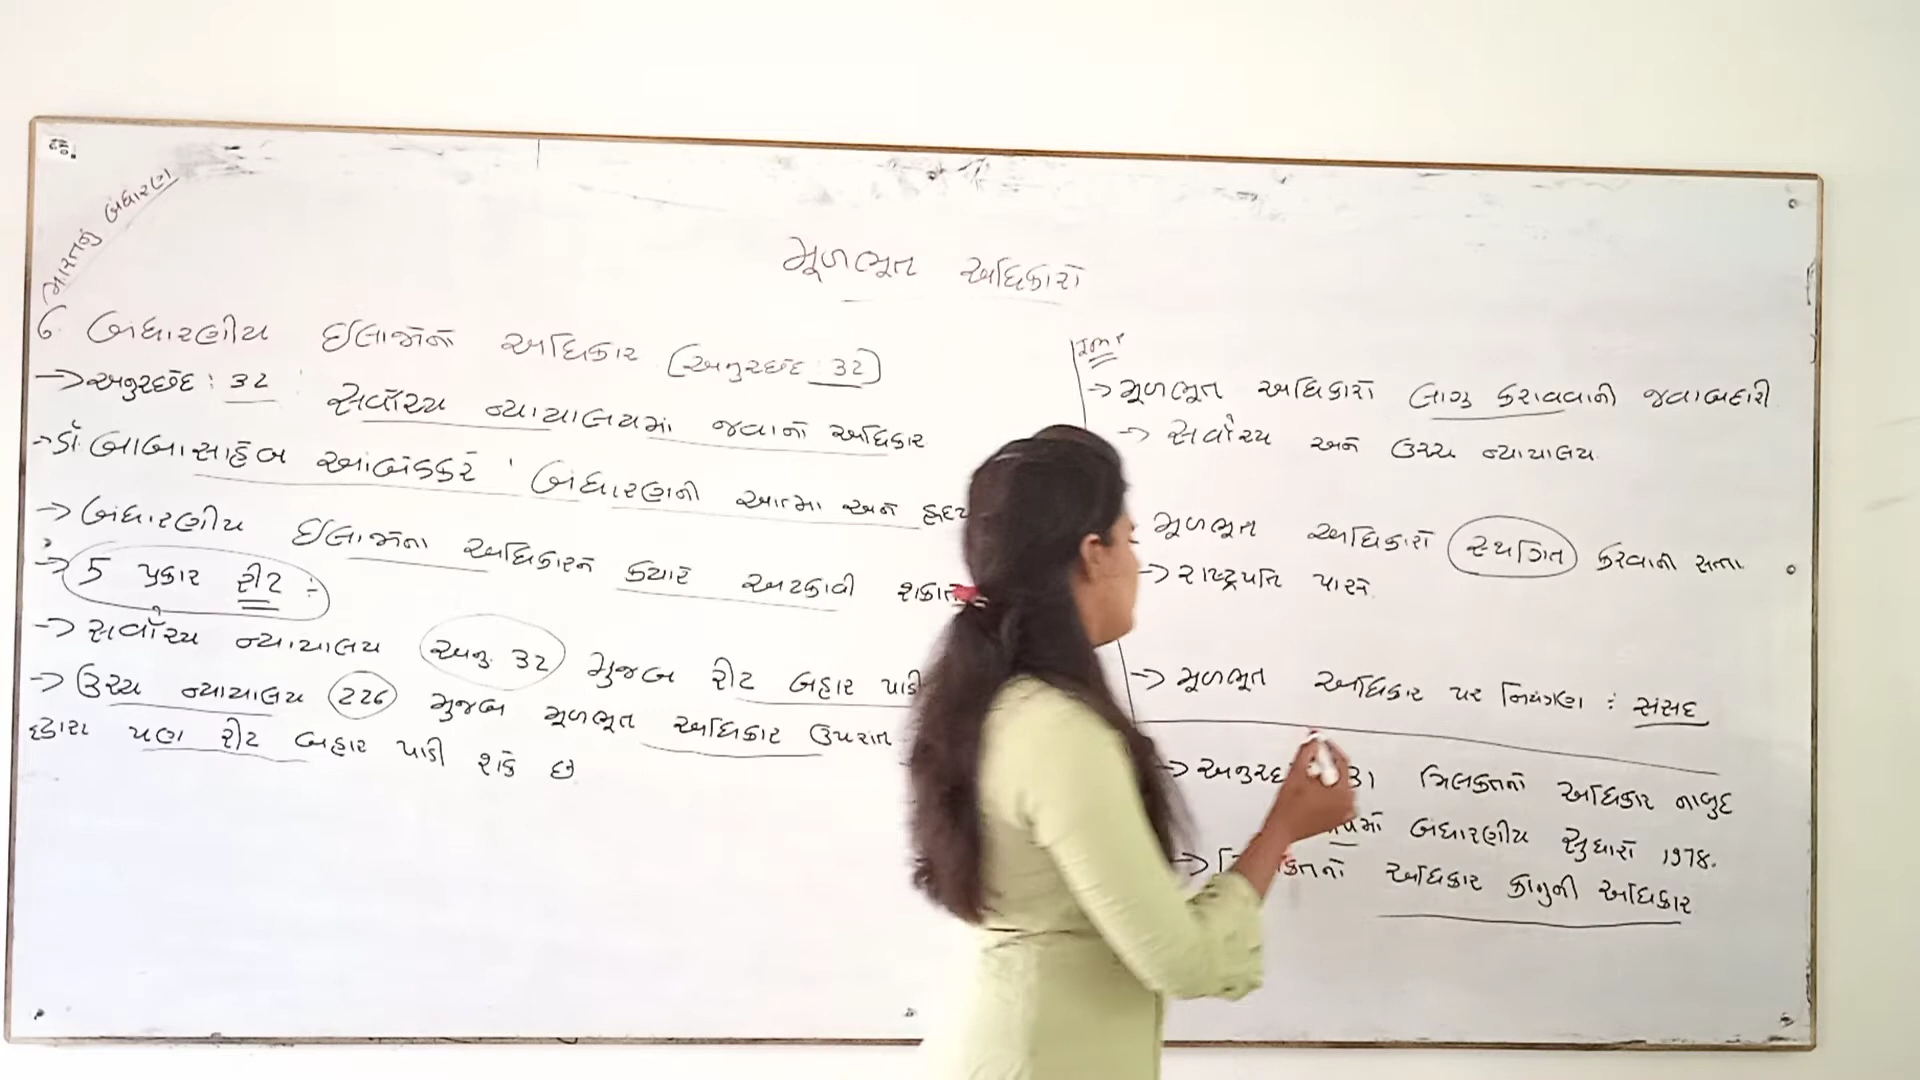 ભારતનું બંધારણ
મૂળભૂત અધિકારો
6. બંધારણીય ઈલાજોનો અધિકાર (અનુચ્છેદ : 32)
→ અનુચ્છેદ : 32 : સર્વોચ્ચ ન્યાયાલયમાં જવાનો અધિકાર
→ ડૉ. બાબાસાહેબ આંબેડકરે ' બંધારણની આત્મા અને હૃદય
→ બંધારણીય ઈલાજોના અધિકારને ક્યારે અટકાવી શકાતો
→ 5 પ્રકાર રીટ :
→ સર્વોચ્ચ ન્યાયાલય અનુ. 32 મુજબ રીટ બહાર પાડી
→ ઉચ્ચ ન્યાયાલય 226 મુજબ મૂળભૂત અધિકાર ઉપરાંત
દ્વારા પણ રીટ બહાર પાડી શકે છે
Imp
→ મૂળભૂત અધિકારો લાગુ કરાવવાની જવાબદારી
→ સર્વોચ્ચ અને ઉચ્ચ ન્યાયાલય.
મૂળભૂત અધિકારો સ્થગિત કરવાની સત્તા
→ રાષ્ટ્રપતિ પાસે.
→ મૂળભૂત અધિકાર પર નિયંત્રણ : સંસદ
→ 31 મિલકતનો અધિકાર નાબુદ
બંધારણીય સુધારો 1978.
→ અધિકાર કાનુની અધિકાર